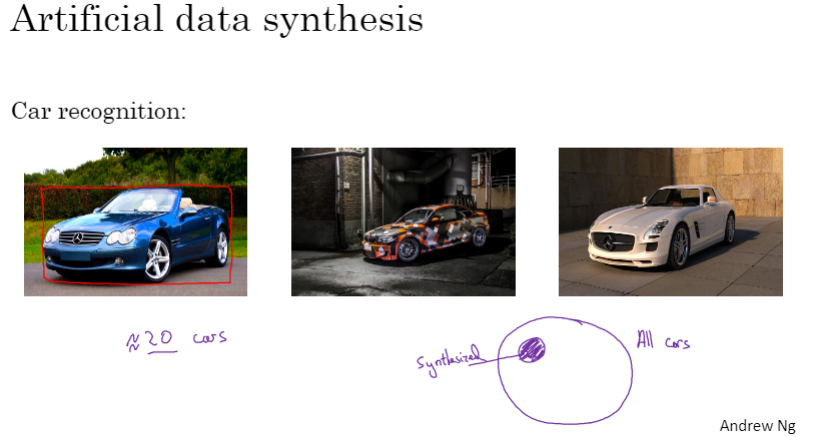 Artificial data synthesis
Car recognition:
≈20 cars
Synthesized
All cars
Andrew Ng